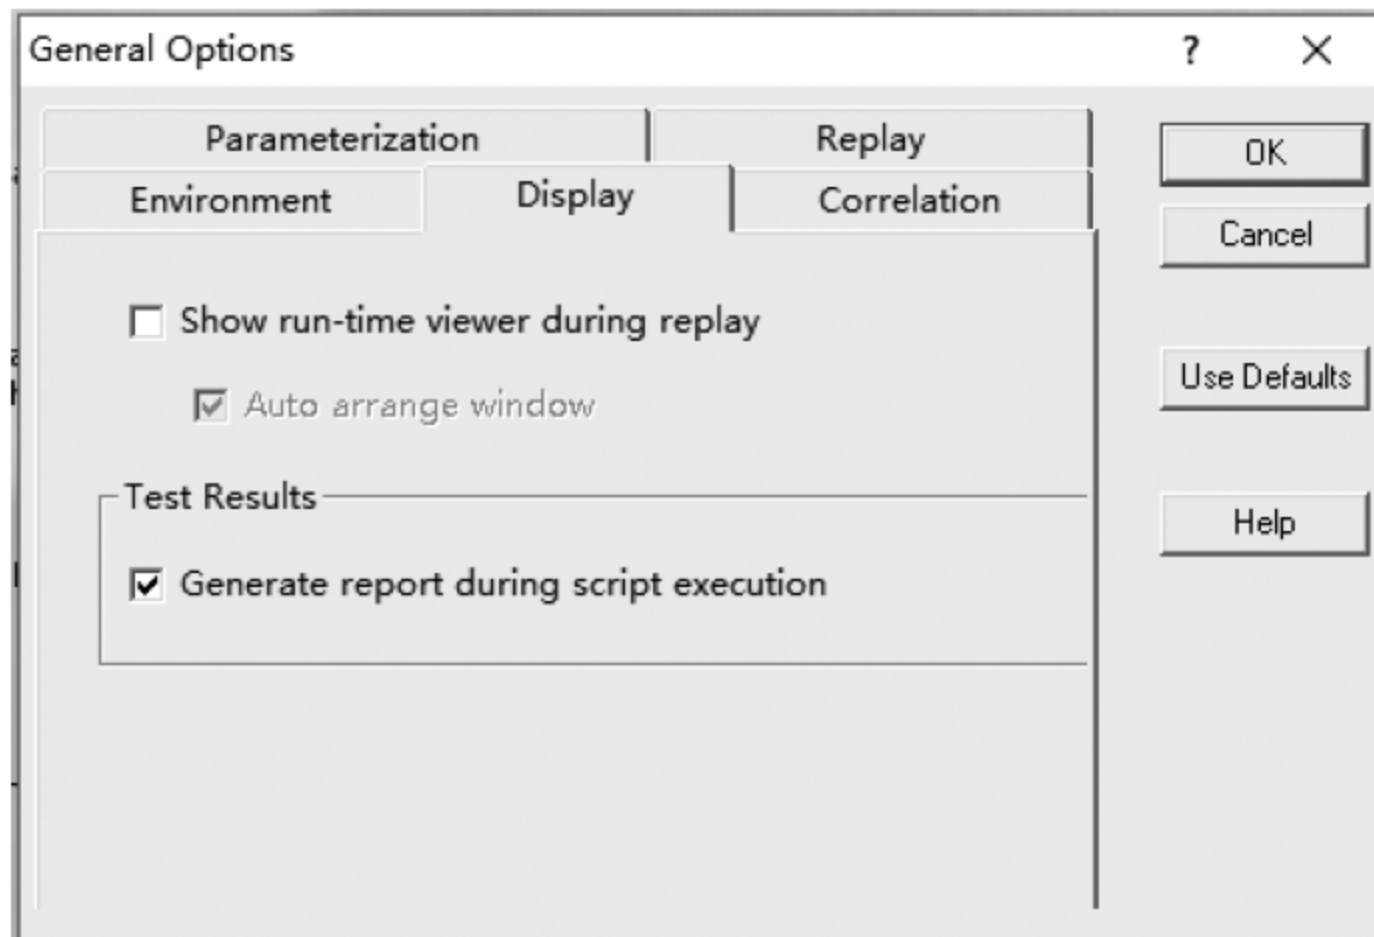 General Options
?
Parameterization Replay
Environment Display Correlation
OK
Cancel
Show run-time viewer during replay
Auto arrange window
Use Defaults
Test Results
Generate report during script execution
Help